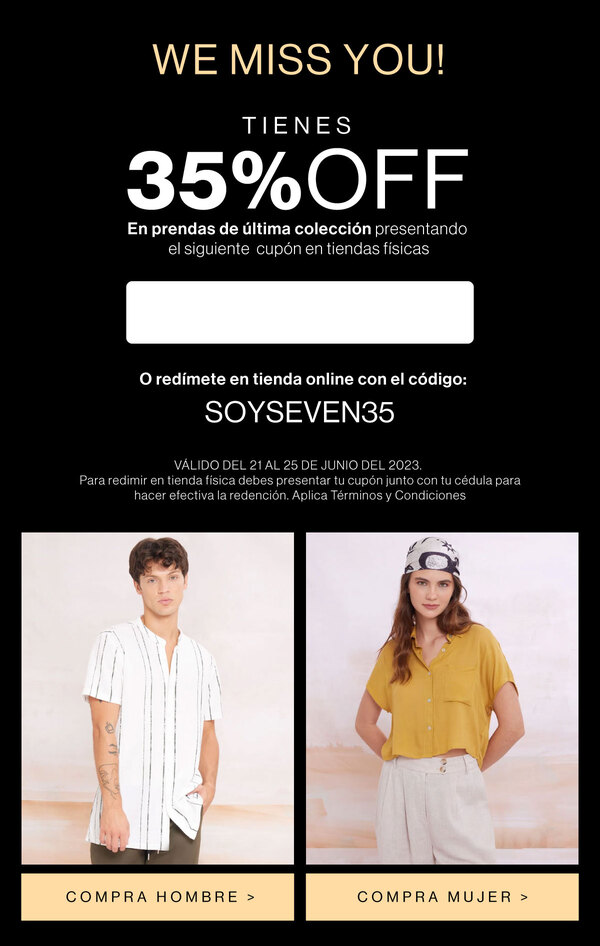 WE MISS YOU!
TIENES
35%OFF
En prendas de última colección presentando
el siguiente cupón en tiendas físicas
O redímete en tienda online con el código:
SOYSEVEN35
VÁLIDO DEL 21 AL 25 DE JUNIO DEL 2023.
Para redimir en tienda física debes presentar tu cupón junto con tu cédula para
hacer efectiva la redención. Aplica Términos y Condiciones
COMPRA HOMBRE >
COMPRA MUJER >